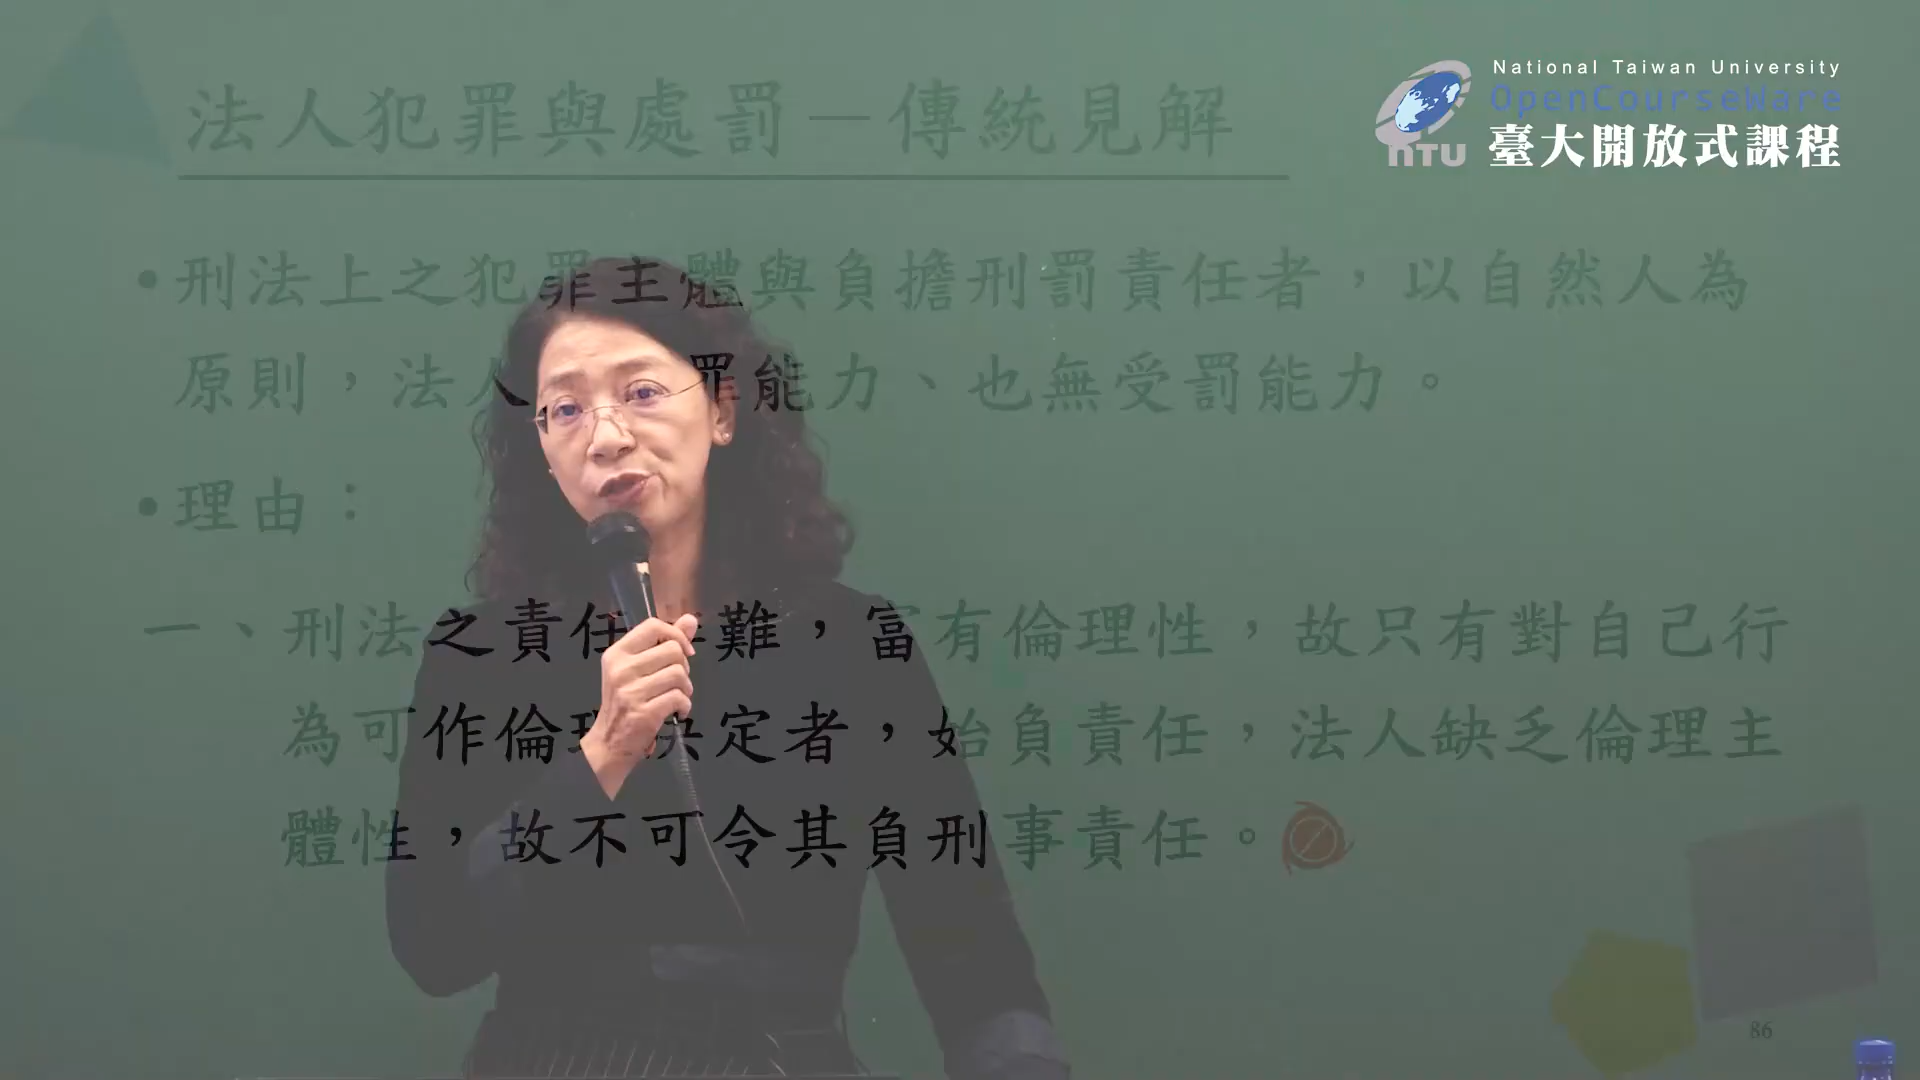 National Taiwan University
OpenCourseWare
臺大開放式課程
NTU
法人犯罪與處罰－傳統見解
•刑法上之犯罪主體與負擔刑罰責任者，以自然人為
原則，法人罪能力、也無受罰能力。
•理由：
一、刑法之責任難，富有倫理性，故只有對自己行
為可作倫理決定者，始負責任，法人缺乏倫理主
體性，故不可令其負刑事責任。
86